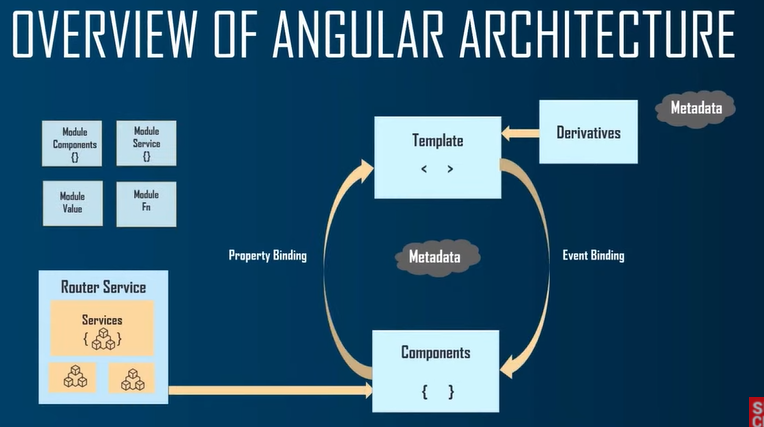 OVERVIEW OF ANGULAR ARCHITECTURE
Module
Components
{}
Module
Service
{}
Module
Value
Module
Fn
Template
< >
Derivatives
Metadata
Property Binding
Metadata
Event Binding
Router Service
Services
{ }
Components
{ }
S
C